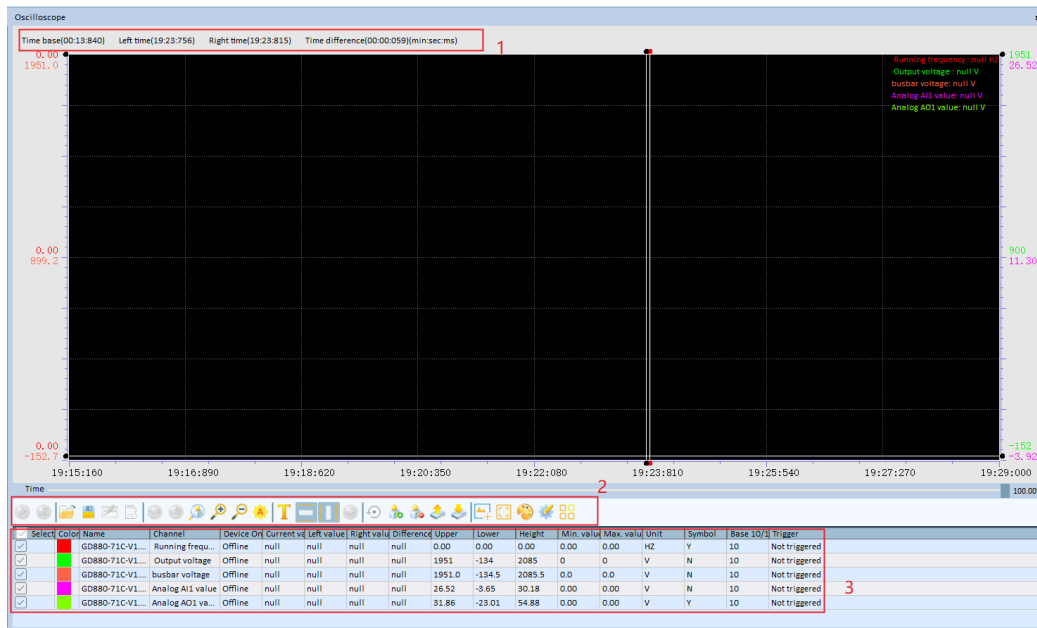 Oscilloscope
Time base(00:13:840) Left time(19:23:756) Right time(19:23:815) Time difference(00:00:059)(min:sec:ms)
1
0.00
1951.0
1951
26.52
Running frequency : null HZ
Output voltage : null V
busbar voltage: null V
Analog AI1 value: null V
Analog AO1 value: null V
0.00
899.2
900
11.30
0.00
-152.7
-152
-3.92
19:15:160 19:16:890 19:18:620 19:20:350 19:22:080 19:23:810 19:25:540 19:27:270 19:29:000
Time
100.00
2
A T
Select Color Name Channel Device On Current va Left value Right valu Difference Upper Lower Height Min. value Max. valu Unit Symbol Base 10/1 Trigger
GD880-71C-V1.... Running frequ... Offline null null null null 0.00 0.00 0.00 0.00 0.00 HZ Y 10 Not triggered
GD880-71C-V1.... Output voltage Offline null null null null 1951 -134 2085 0 0 V N 10 Not triggered
GD880-71C-V1.... busbar voltage Offline null null null null 1951.0 -134.5 2085.5 0.0 0.0 V N 10 Not triggered
GD880-71C-V1.... Analog AI1 value Offline null null null null 26.52 -3.65 30.18 0.00 0.00 V N 10 Not triggered
GD880-71C-V1.... Analog AO1 va... Offline null null null null 31.86 -23.01 54.88 0.00 0.00 V Y 10 Not triggered
3